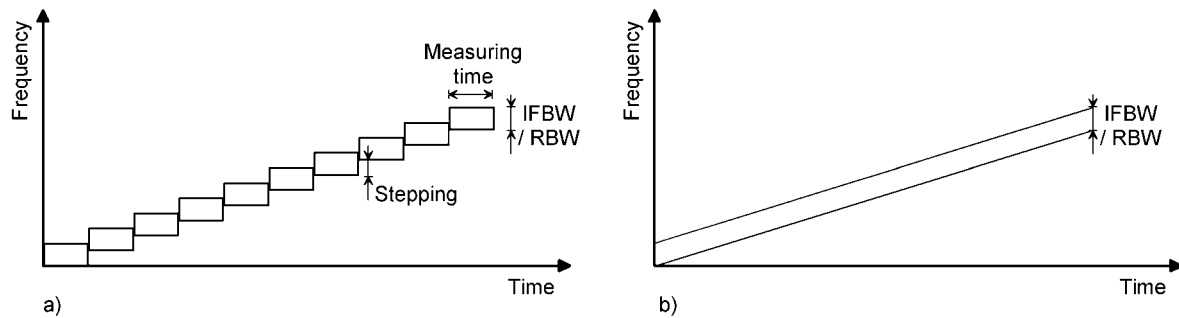 Frequency
Measuring
time
IFBW
/ RBW
Stepping
Time
a)
Frequency
IFBW
/ RBW
Time
b)